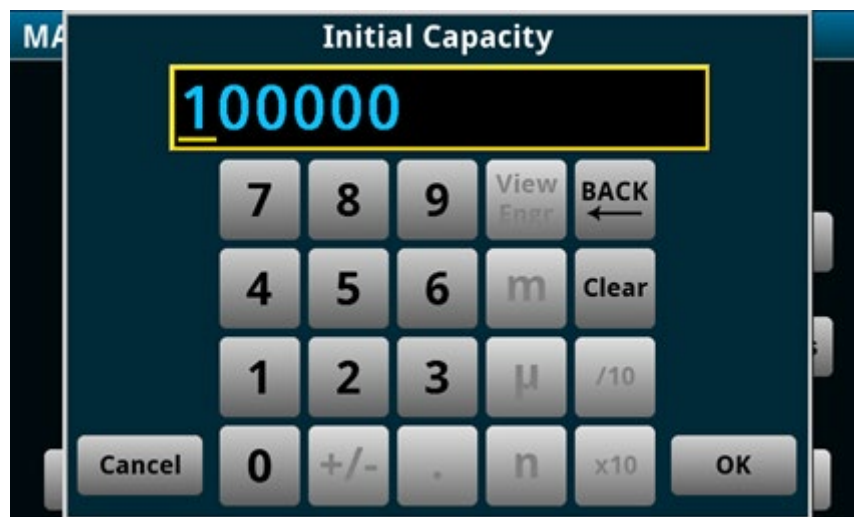 MA
Initial Capacity
100000
7 8 9 View Engr BACK
4 5 6 m Clear
1 2 3 µ /10
Cancel 0 +/- . n x10 OK
s